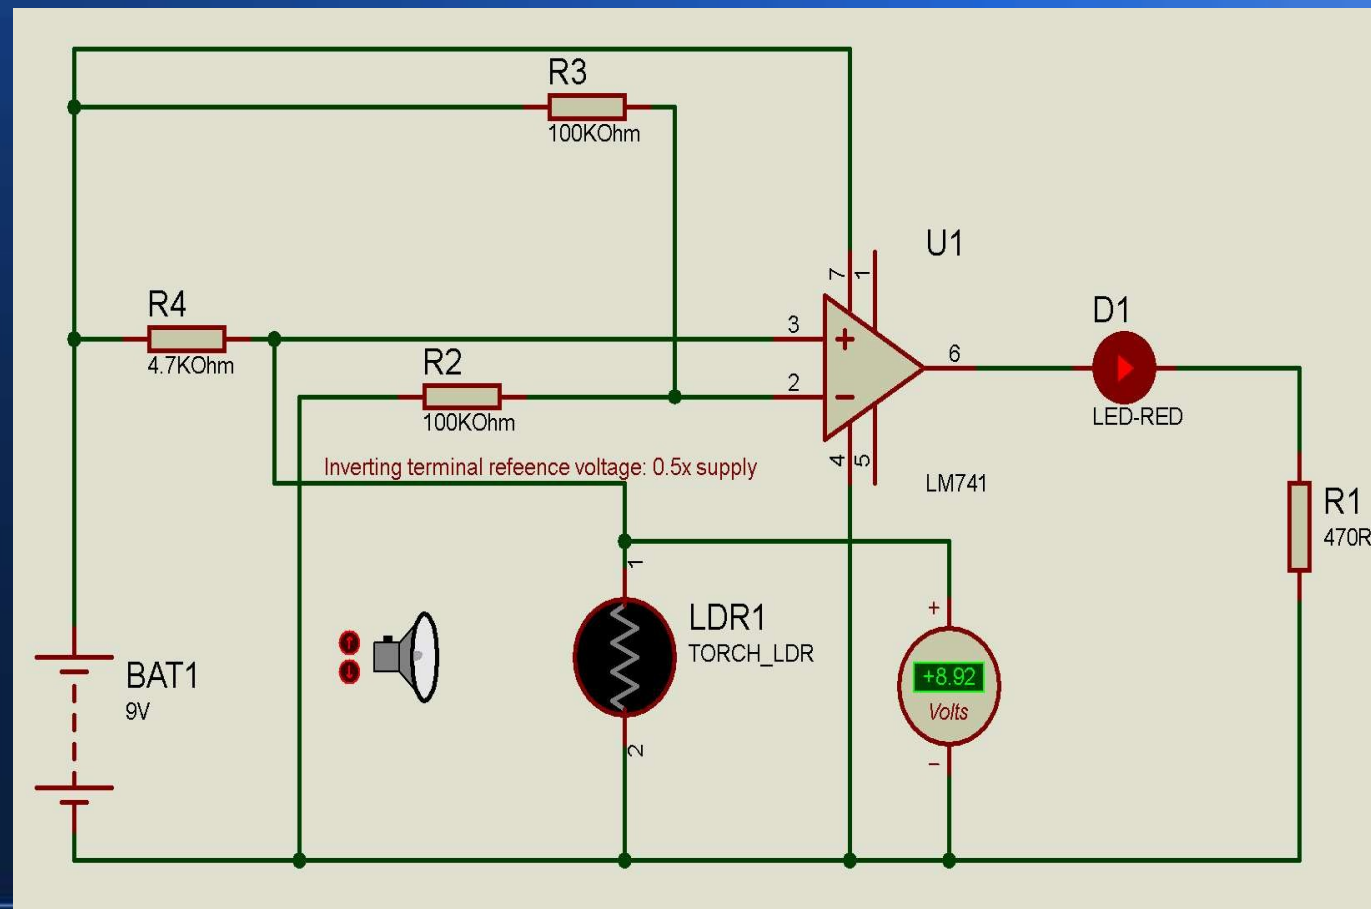 R3
100KOhm
U1
7
1
R4
4.7KOhm
3
D1
6
R2
100KOhm
2
LED-RED
Inverting terminal refeence voltage: 0.5x supply
4
5
LM741
R1
470R
1
+
LDR1
TORCH_LDR
BAT1
9V
+8.92
Volts
2